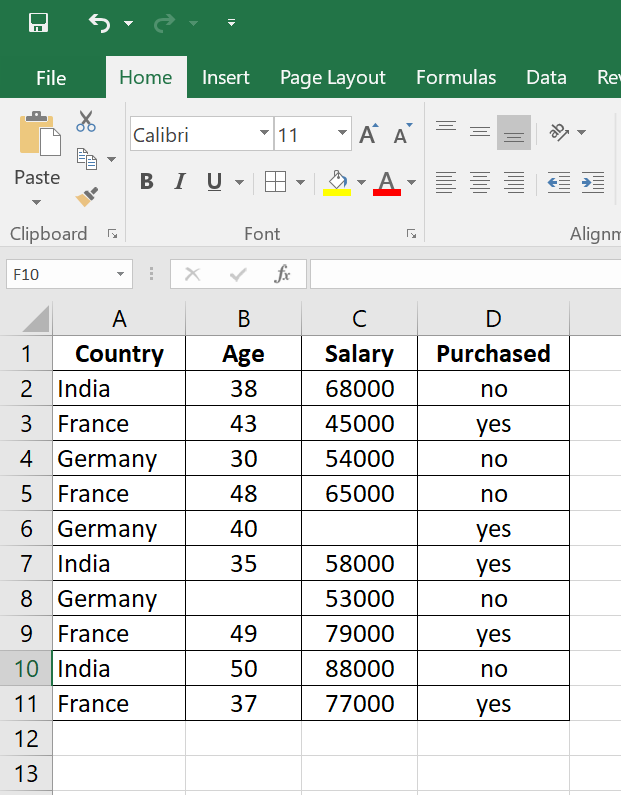 File Home Insert Page Layout Formulas Data Re
Calibri 11 A A
Paste B I U A
Clipboard Font Alignm
F10 fx
A B C D
1 Country Age Salary Purchased
2 India 38 68000 no
3 France 43 45000 yes
4 Germany 30 54000 no
5 France 48 65000 no
6 Germany 40 yes
7 India 35 58000 yes
8 Germany 53000 no
9 France 49 79000 yes
10 India 50 88000 no
11 France 37 77000 yes
12
13